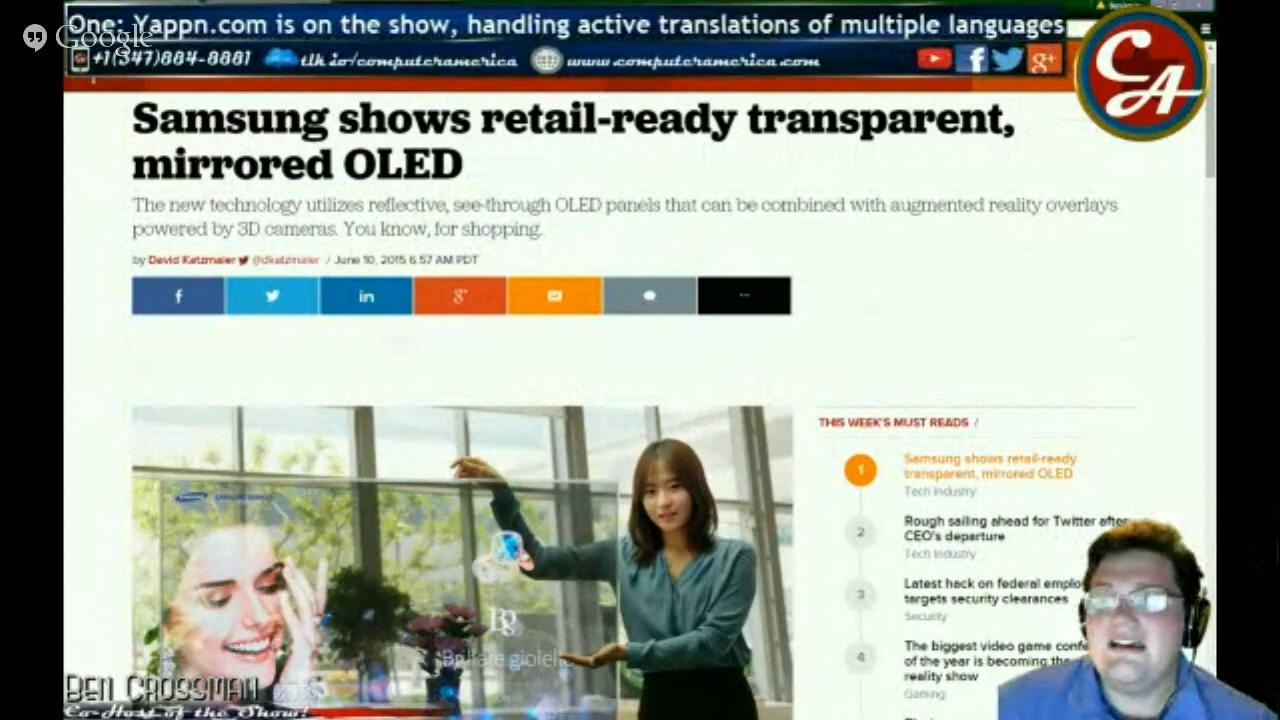 One: Yappn.com is on the show, handling active translations of multiple languages
Google
+1(347)884-8881 tlk.io/computeramerica www.computeramerica.com
CA
Samsung shows retail-ready transparent,
mirrored OLED
The new technology utilizes reflective, see-through OLED panels that can be combined with augmented reality overlays
powered by 3D cameras. You know, for shopping.
by David Katzmaier @dkatzmaier / June 10, 2015 6:57 AM PDT
THIS WEEK'S MUST READS /
1 Samsung shows retail-ready
transparent, mirrored OLED
Tech Industry
2 Rough sailing ahead for Twitter after
CEO's departure
Tech Industry
3 Latest hack on federal emplo
targets security clearances
Security
4 The biggest video game conf
of the year is becoming the
reality show
Gaming
SAMSUNG
Bg
Brillare gioiello
BEN CROSSMAN
Co-Host of the Show!